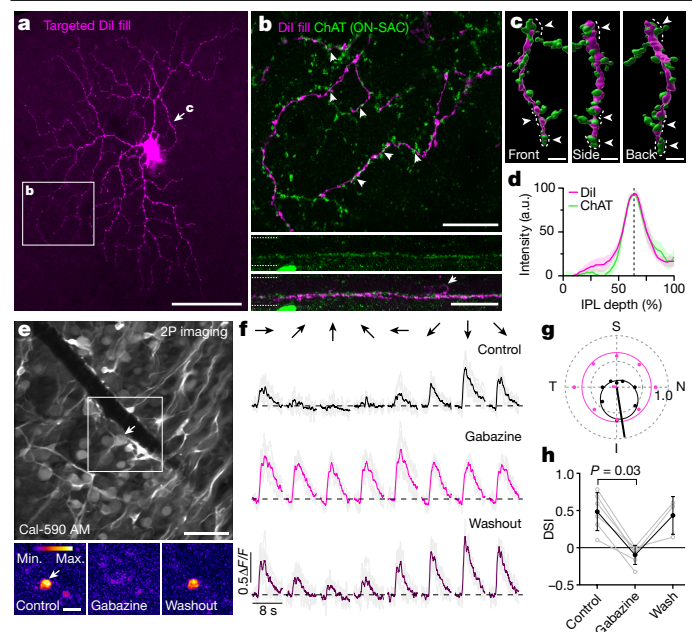 a Targeted DiI fill
c
b
b DiI fill ChAT (ON-SAC)
c
Front Side Back
d
Intensity (a.u.)
100
50
0
DiI
ChAT
0 50 100
IPL depth (%)
e 2P imaging
Cal-590 AM
Min. Max.
Control Gabazine Washout
f
Control
Gabazine
Washout
0.5ΔF/F
8 s
g
S
T N
1.0
I
h
P = 0.03
DSI
1.0
0.5
0
−0.5
Control
Gabazine
Wash